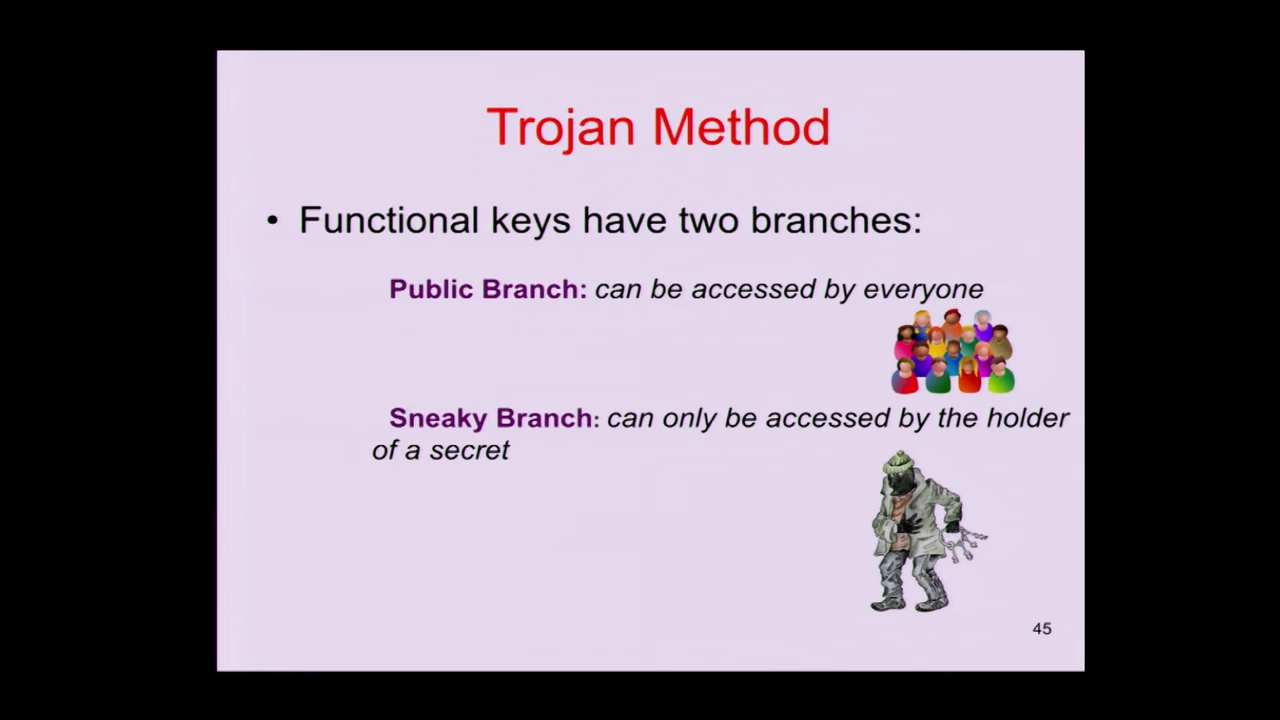 Trojan Method
• Functional keys have two branches:
Public Branch: can be accessed by everyone
Sneaky Branch: can only be accessed by the holder
of a secret
45